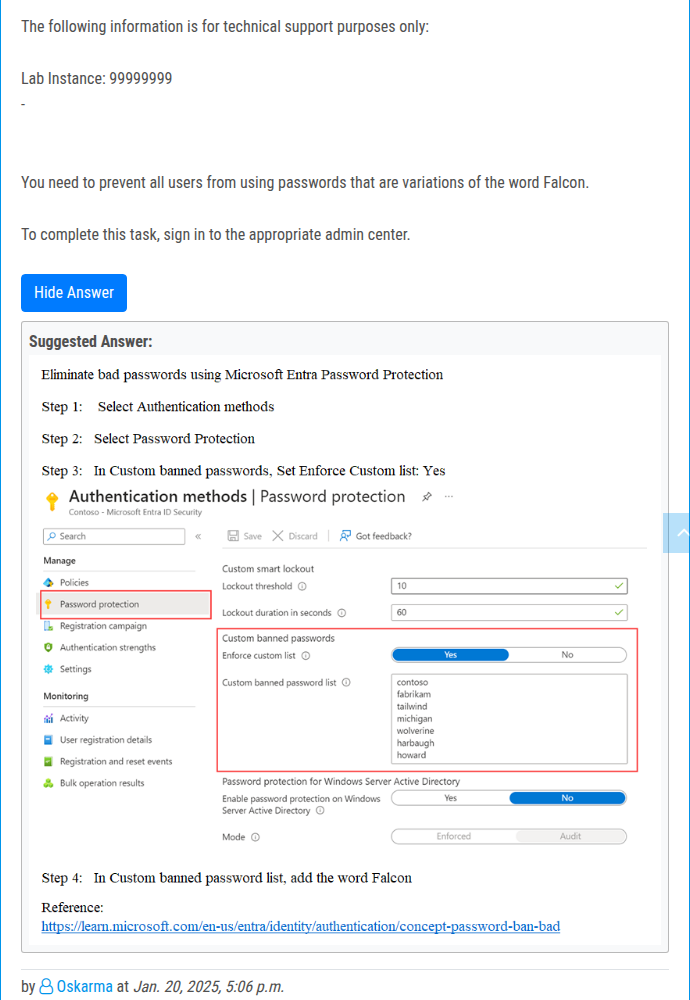 The following information is for technical support purposes only:
Lab Instance: 99999999
-
You need to prevent all users from using passwords that are variations of the word Falcon.
To complete this task, sign in to the appropriate admin center.
Hide Answer
Suggested Answer:
Eliminate bad passwords using Microsoft Entra Password Protection
Step 1: Select Authentication methods
Step 2: Select Password Protection
Step 3: In Custom banned passwords, Set Enforce Custom list: Yes
Authentication methods | Password protection ...
Contoso - Microsoft Entra ID Security
Search «
Save Discard | Got feedback?
Manage
Policies
Password protection
Registration campaign
Authentication strengths
Settings
Monitoring
Activity
User registration details
Registration and reset events
Bulk operation results
Custom smart lockout
Lockout threshold 10
Lockout duration in seconds 60
Custom banned passwords
Enforce custom list Yes No
Custom banned password list
contoso
fabrikam
tailwind
michigan
wolverine
harbaugh
howard
Password protection for Windows Server Active Directory
Enable password protection on Windows Yes No
Server Active Directory
Mode Enforced Audit
Step 4: In Custom banned password list, add the word Falcon
Reference:
https://learn.microsoft.com/en-us/entra/identity/authentication/concept-password-ban-bad
by Oskarma at Jan. 20, 2025, 5:06 p.m.